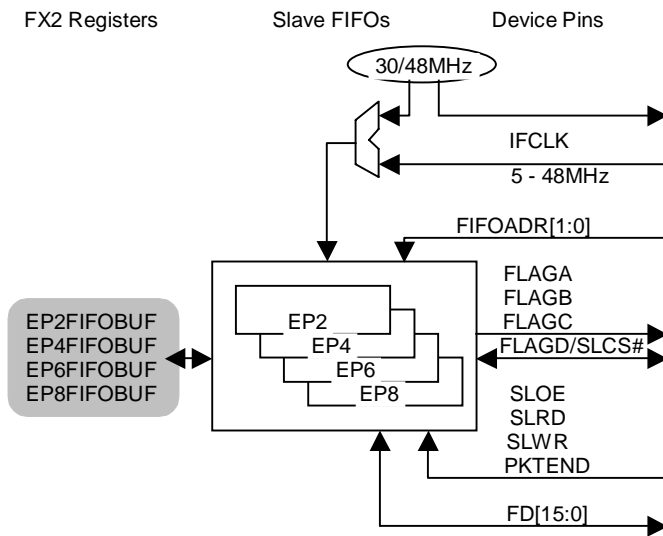 FX2 Registers
Slave FIFOs
Device Pins
30/48MHz
IFCLK
5 - 48MHz
FIFOADR[1:0]
EP2FIFOBUF
EP4FIFOBUF
EP6FIFOBUF
EP8FIFOBUF
EP2
EP4
EP6
EP8
FLAGA
FLAGB
FLAGC
FLAGD/SLCS#
SLOE
SLRD
SLWR
PKTEND
FD[15:0]